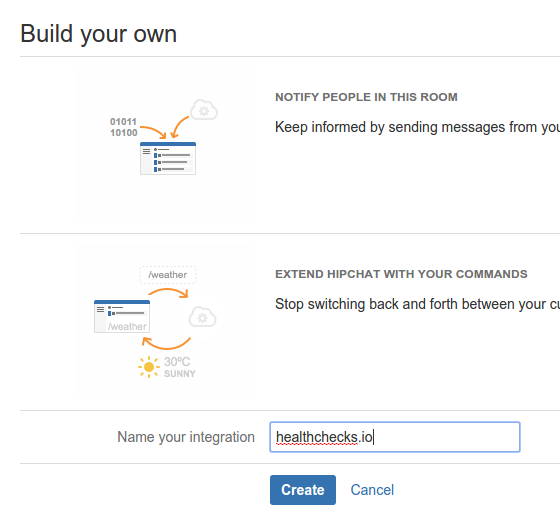 Build your own
01011
10100
NOTIFY PEOPLE IN THIS ROOM
Keep informed by sending messages from
/weather
/weather
30ºC
SUNNY
EXTEND HIPCHAT WITH YOUR COMMANDS
Stop switching back and forth between your
Name your integration
healthchecks.io
Create
Cancel